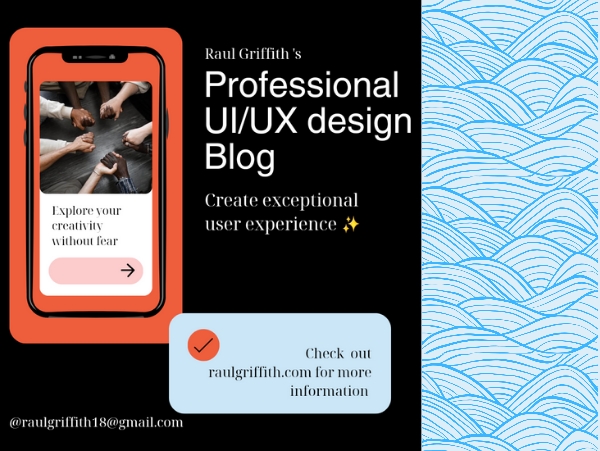 Raul Griffith 's
Professional
UI/UX design
Blog
Create exceptional
user experience ✨
Explore your
creativity
without fear
Check out
raulgriffith.com for more
information
@raulgriffith18@gmail.com